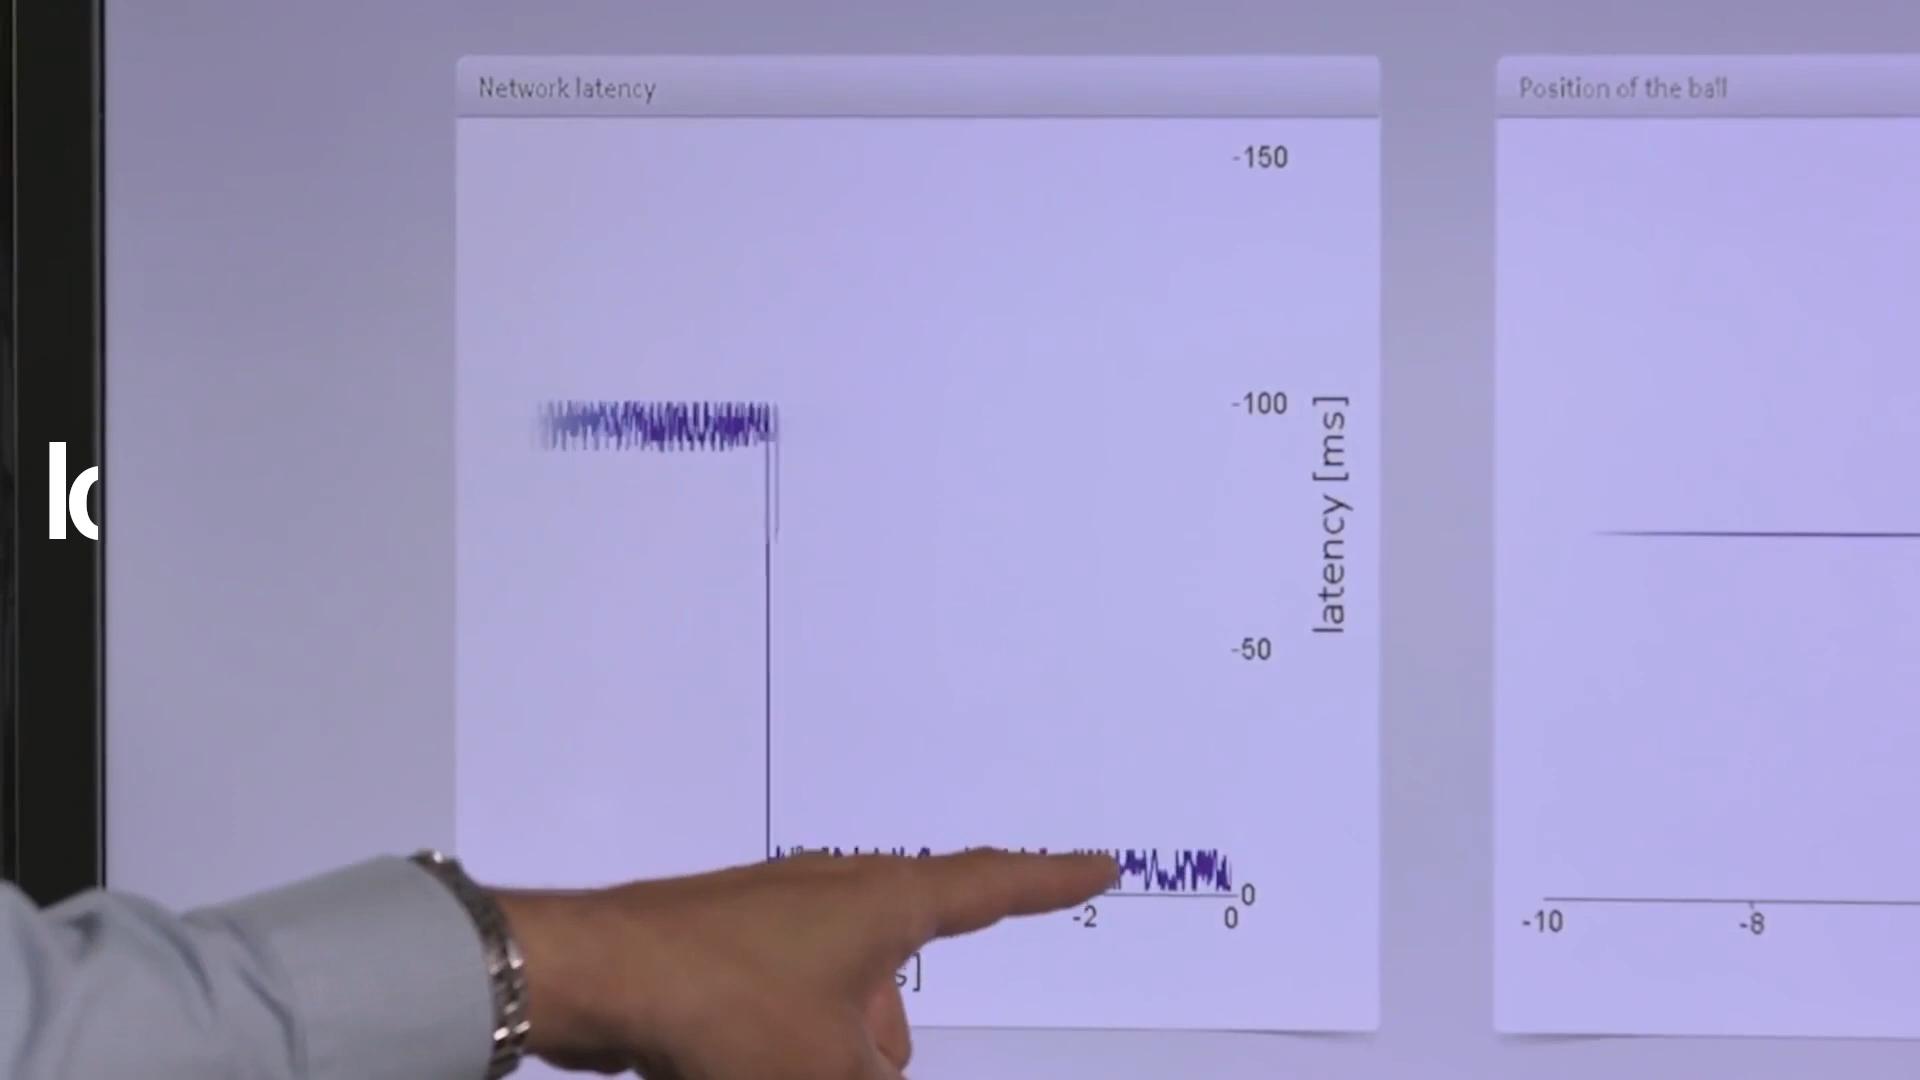 Network latency
-150
-100
latency [ms]
-50
0
-2
0
s]
Position of the ball
-10
-8